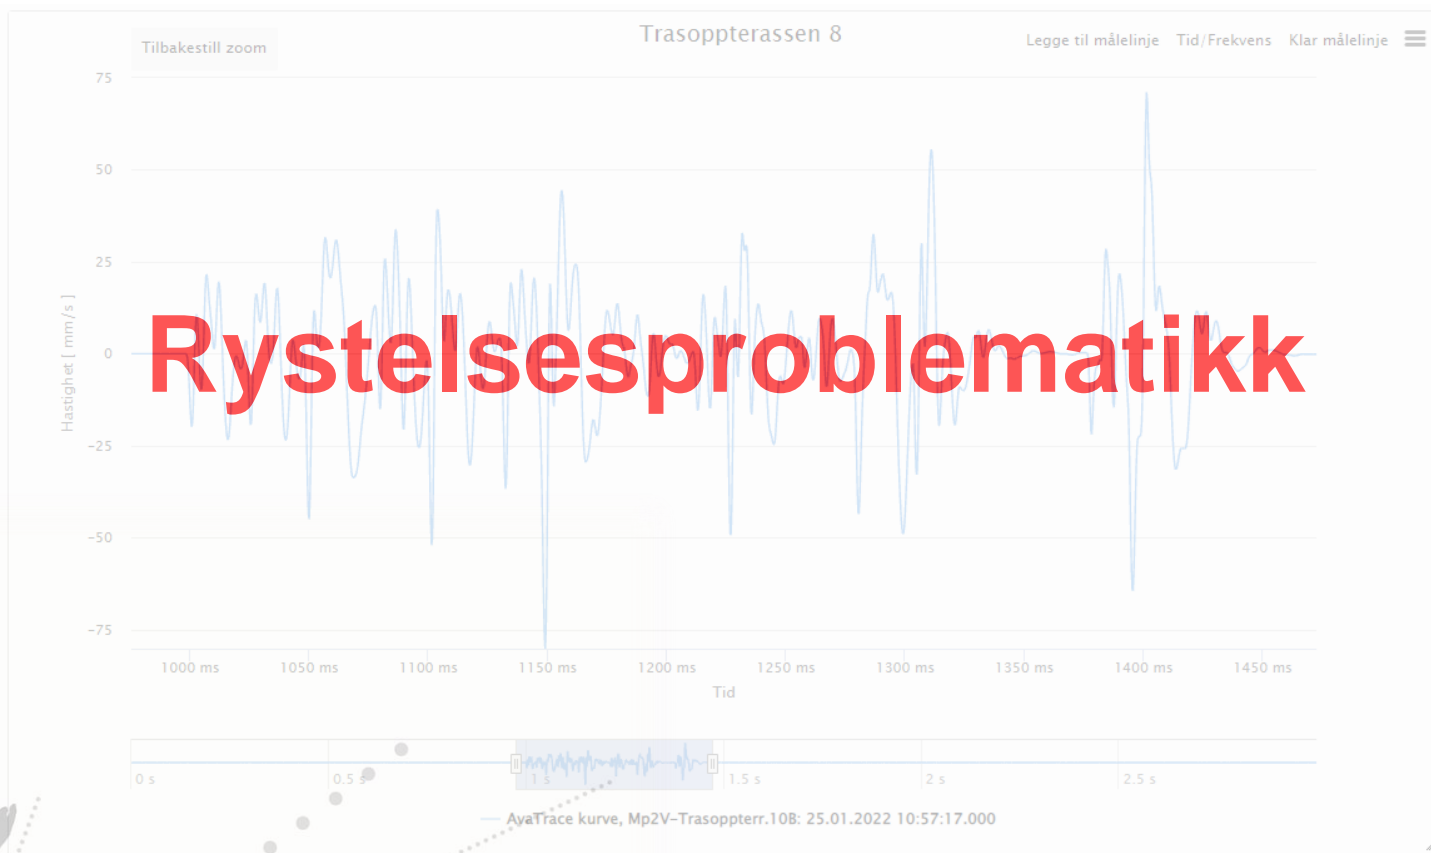 Trasoppterassen 8
Tilbakestill zoom
Legge til målelinje Tid/Frekvens Klar målelinje
75
50
25
0
-25
-50
-75
Hastighet [ mm/s ]
Rystelsesproblematikk
1000 ms 1050 ms 1100 ms 1150 ms 1200 ms 1250 ms 1300 ms 1350 ms 1400 ms 1450 ms
Tid
0 s 0.5 s 1 s 1.5 s 2 s 2.5 s
AvaTrace kurve, Mp2V-Trasoppterr.10B: 25.01.2022 10:57:17.000